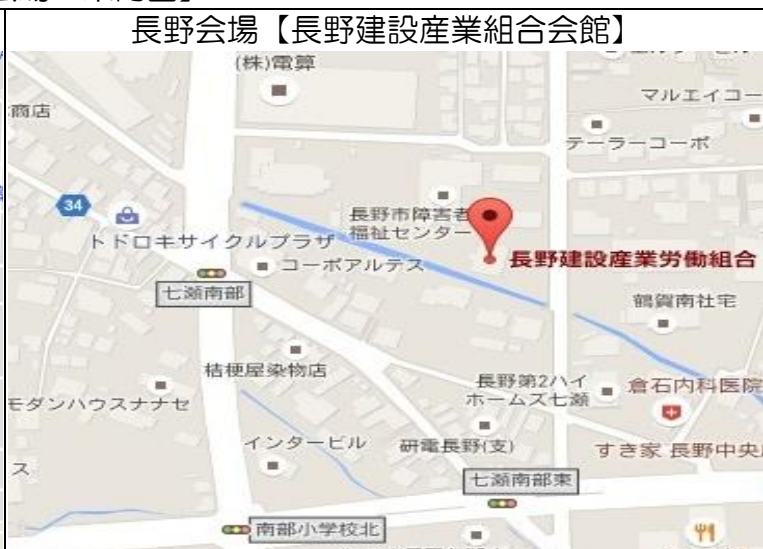 長野会場【長野建設産業組合会館】
(株)電算
マルエイコー
商店
テーラーコーポ
34
長野市障害者
福祉センター
トドロキサイクルプラザ
コーポアルテス
長野建設産業労働組合
七瀬南部
鶴賀南社宅
桔梗屋染物店
長野第2ハイ
ホームズ七瀬
倉石内科医院
モダンハウスナナセ
インタービル
研電長野(支)
すき家 長野中央
ス
七瀬南部東
南部小学校北